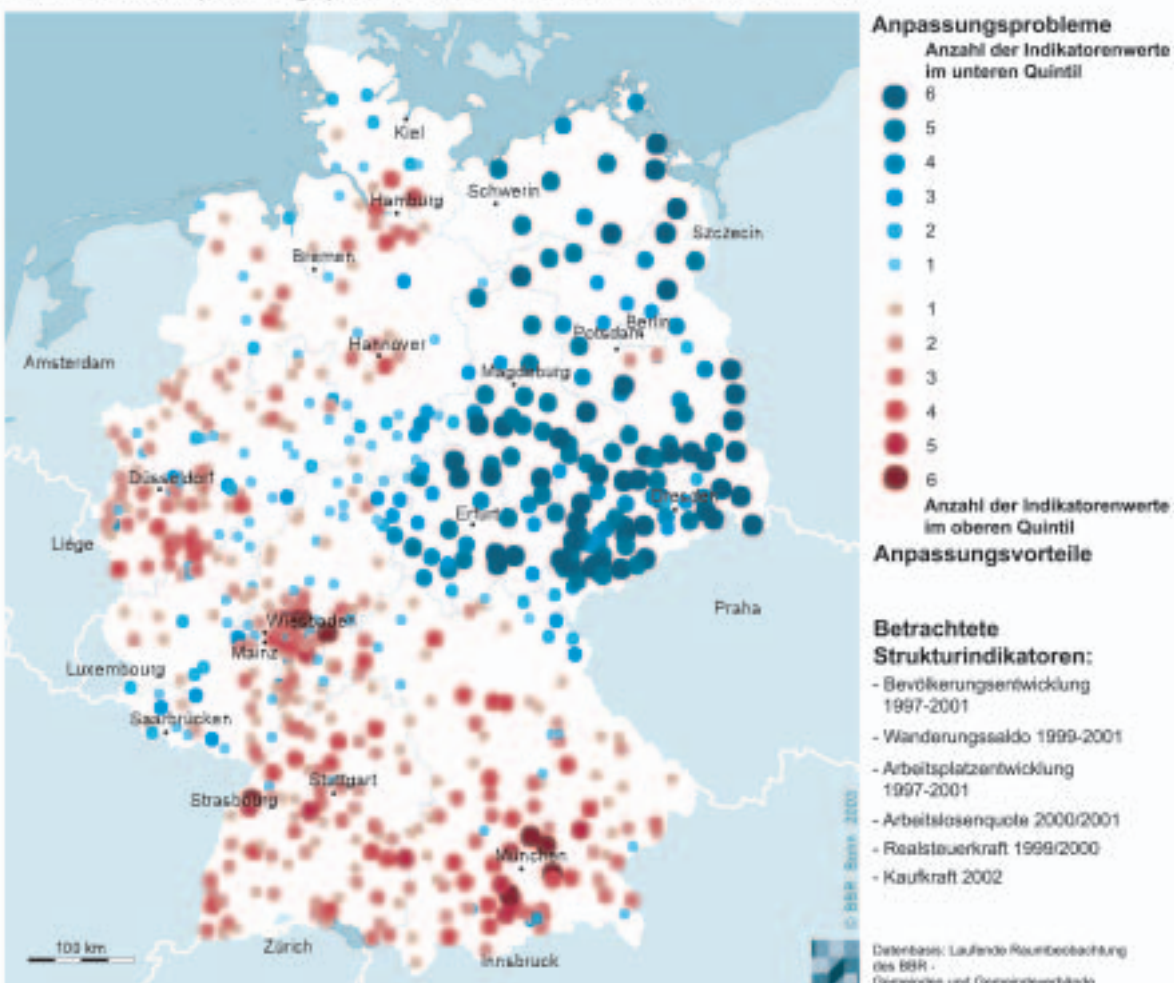 Anpassungsprobleme
Anzahl der Indikatorenwerte
im unteren Quintil
6
5
4
3
2
1
1
2
3
4
5
6
Anzahl der Indikatorenwerte
im oberen Quintil
Anpassungsvorteile
Betrachtete
Strukturindikatoren:
- Bevölkerungsentwicklung
1997-2001
- Wanderungssaldo 1999-2001
- Arbeitsplatzentwicklung
1997-2001
- Arbeitslosenquote 2000/2001
- Realsteuerkraft 1999/2000
- Kaufkraft 2002
Datenbasis: Laufende Raumbeobachtung
des BBR -
Gemeinden und Gemeindeverbände
Kiel
Hamburg
Schwerin
Szczecin
Bremen
Berlin
Potsdam
Hannover
Magdeburg
Amsterdam
Düsseldorf
Dresden
Erfurt
Liège
Praha
Wiesbaden
Mainz
Luxembourg
Saarbrücken
Stuttgart
Strasbourg
München
Zürich
Innsbruck
100 km
© BBR Bonn 2003